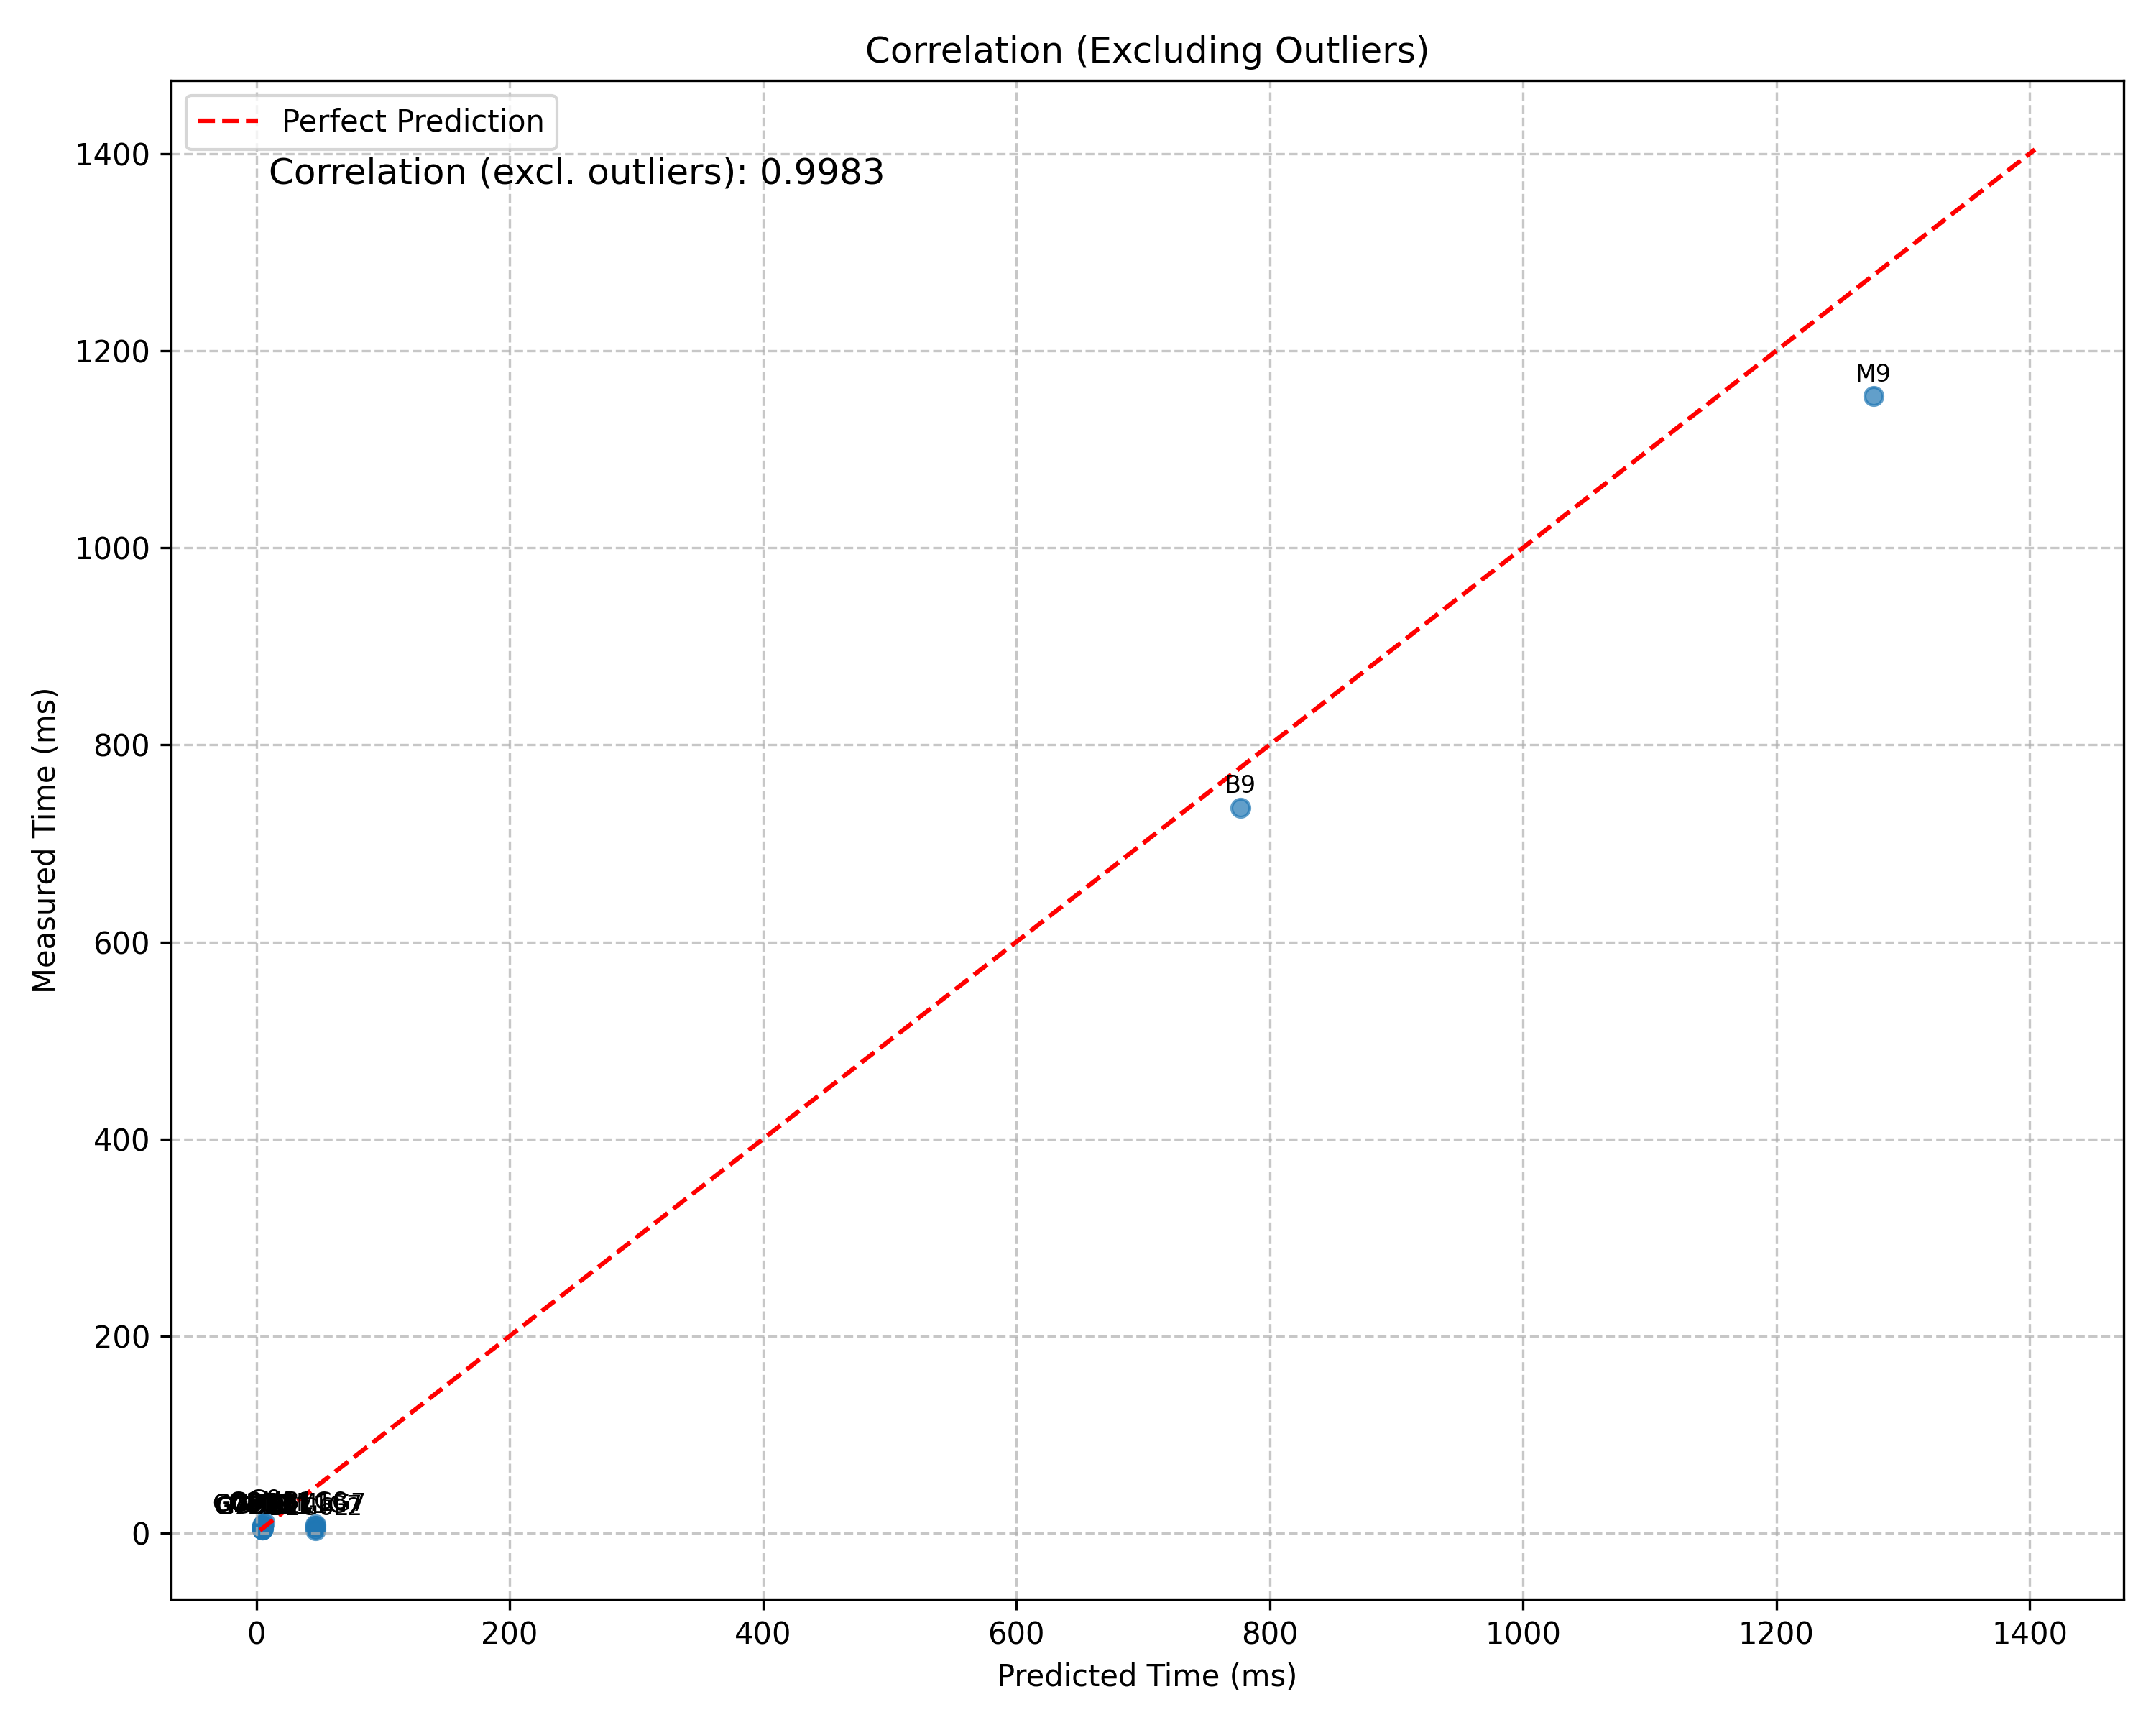 Correlation (Excluding Outliers)
Perfect Prediction
Correlation (excl. outliers): 0.9983
1400
1200
1000
800
600
400
200
0
Measured Time (ms)
M9
B9
0
200
400
600
800
1000
1200
1400
Predicted Time (ms)